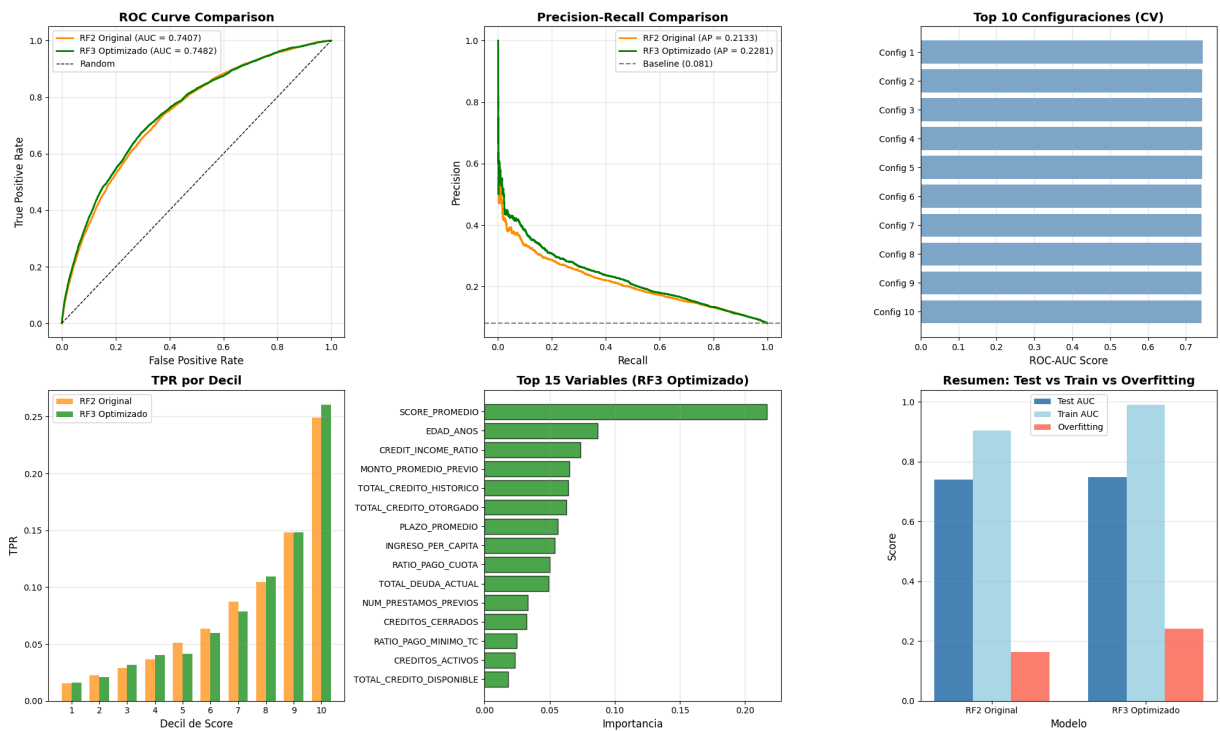 ROC Curve Comparison
RF2 Original (AUC = 0.7407)
RF3 Optimizado (AUC = 0.7482)
Random
1.0
0.8
0.6
0.4
0.2
0.0
True Positive Rate
0.0 0.2 0.4 0.6 0.8 1.0
False Positive Rate
Precision-Recall Comparison
RF2 Original (AP = 0.2133)
RF3 Optimizado (AP = 0.2281)
Baseline (0.081)
1.0
0.8
0.6
0.4
0.2
Precision
0.0 0.2 0.4 0.6 0.8 1.0
Recall
Top 10 Configuraciones (CV)
Config 1
Config 2
Config 3
Config 4
Config 5
Config 6
Config 7
Config 8
Config 9
Config 10
0.0 0.1 0.2 0.3 0.4 0.5 0.6 0.7
ROC-AUC Score
TPR por Decil
RF2 Original
RF3 Optimizado
0.25
0.20
0.15
0.10
0.05
0.00
TPR
1 2 3 4 5 6 7 8 9 10
Decil de Score
Top 15 Variables (RF3 Optimizado)
SCORE_PROMEDIO
EDAD_ANOS
CREDIT_INCOME_RATIO
MONTO_PROMEDIO_PREVIO
TOTAL_CREDITO_HISTORICO
TOTAL_CREDITO_OTORGADO
PLAZO_PROMEDIO
INGRESO_PER_CAPITA
RATIO_PAGO_CUOTA
TOTAL_DEUDA_ACTUAL
NUM_PRESTAMOS_PREVIOS
CREDITOS_CERRADOS
RATIO_PAGO_MINIMO_TC
CREDITOS_ACTIVOS
TOTAL_CREDITO_DISPONIBLE
0.00 0.05 0.10 0.15 0.20
Importancia
Resumen: Test vs Train vs Overfitting
Test AUC
Train AUC
Overfitting
1.0
0.8
0.6
0.4
0.2
0.0
Score
RF2 Original RF3 Optimizado
Modelo